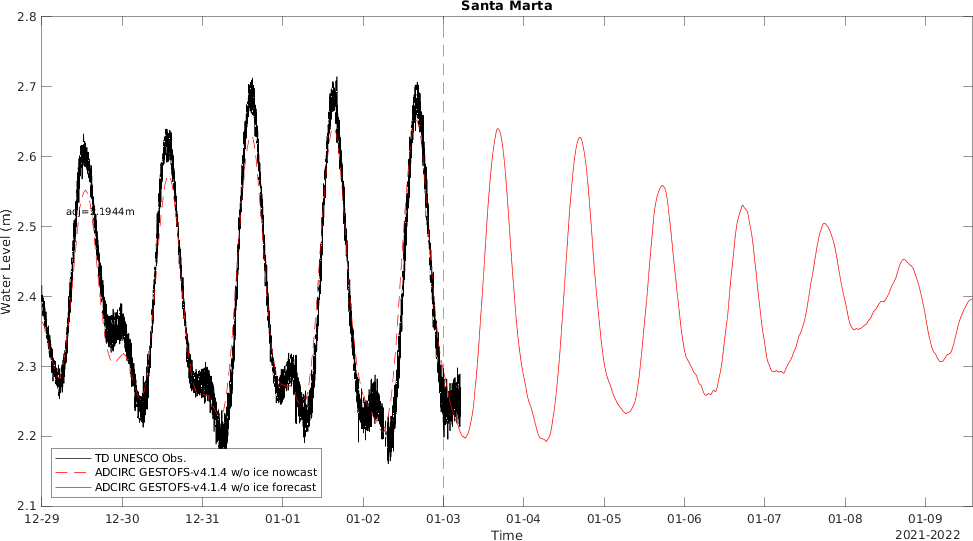 Santa Marta
2.8
2.7
2.6
2.5
2.4
2.3
2.2
2.1
Water Level (m)
adj=2.1944m
TD UNESCO Obs.
ADCIRC GESTOFS-v4.1.4 w/o ice nowcast
ADCIRC GESTOFS-v4.1.4 w/o ice forecast
12-29 12-30 12-31 01-01 01-02 01-03 01-04 01-05 01-06 01-07 01-08 01-09
Time
2021-2022